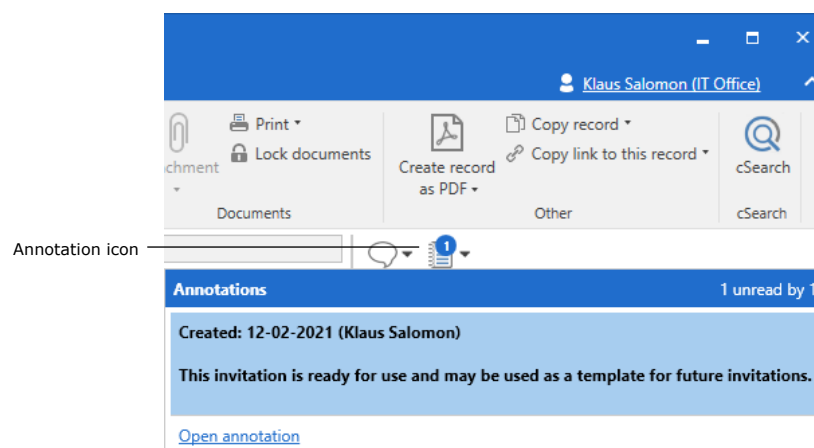 Klaus Salomon (IT Office)
Print
Copy record
chment
Lock documents
Create record
as PDF
Copy link to this record
cSearch
Documents
Other
cSearch
Annotation icon
1
Annotations
1 unread by 1
Created: 12-02-2021 (Klaus Salomon)
This invitation is ready for use and may be used as a template for future invitations.
Open annotation